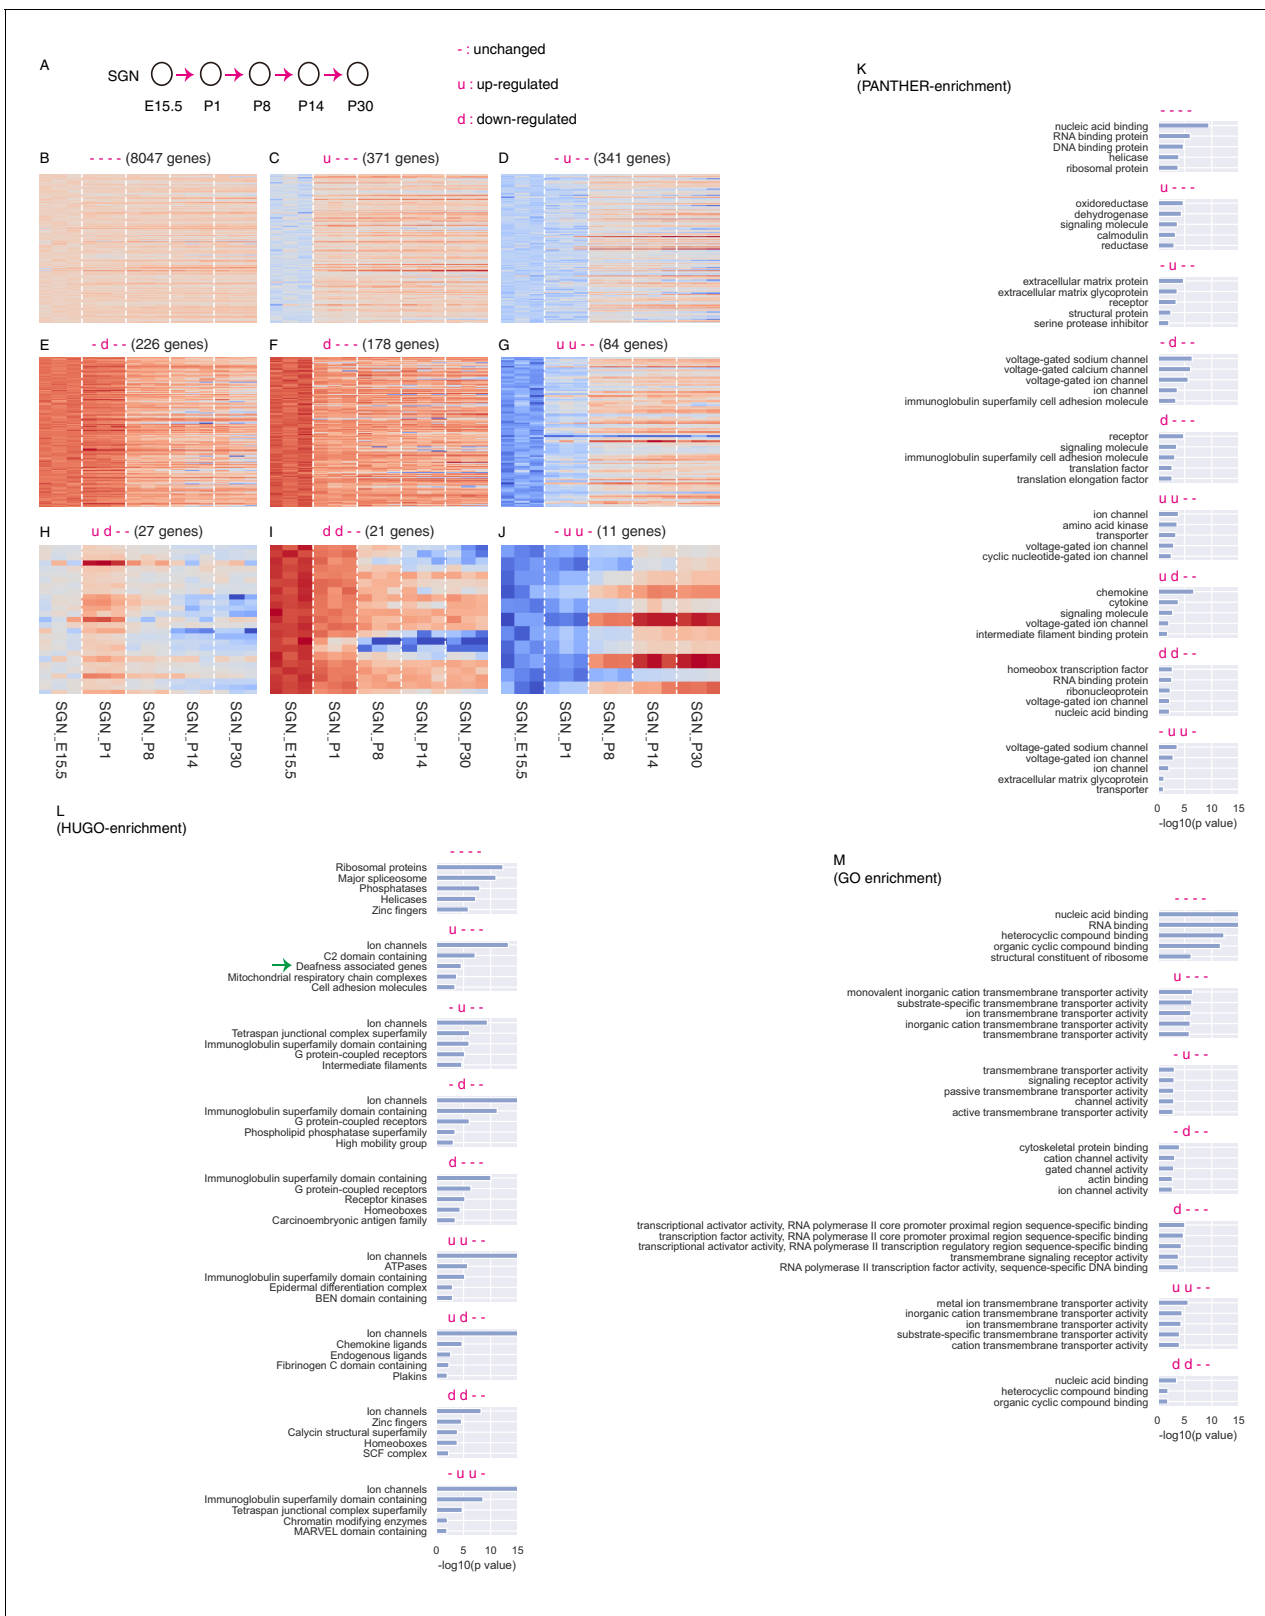 A
SGN
E15.5 P1 P8 P14 P30
- : unchanged
u : up-regulated
d : down-regulated
B
- - - - (8047 genes)
C
u - - - (371 genes)
D
- u - - (341 genes)
E
- d - - (226 genes)
F
d - - - (178 genes)
G
u u - - (84 genes)
H
u d - - (27 genes)
I
d d - - (21 genes)
J
- u u - (11 genes)
SGN_E15.5
SGN_P1
SGN_P8
SGN_P14
SGN_P30
SGN_E15.5
SGN_P1
SGN_P8
SGN_P14
SGN_P30
SGN_E15.5
SGN_P1
SGN_P8
SGN_P14
SGN_P30
K
(PANTHER-enrichment)
- - - -
nucleic acid binding
RNA binding protein
DNA binding protein
helicase
ribosomal protein
u - - -
oxidoreductase
dehydrogenase
signaling molecule
calmodulin
reductase
- u - -
extracellular matrix protein
extracellular matrix glycoprotein
receptor
structural protein
serine protease inhibitor
- d - -
voltage-gated sodium channel
voltage-gated calcium channel
voltage-gated ion channel
ion channel
immunoglobulin superfamily cell adhesion molecule
d - - -
receptor
signaling molecule
immunoglobulin superfamily cell adhesion molecule
translation factor
translation elongation factor
u u - -
ion channel
amino acid kinase
transporter
voltage-gated ion channel
cyclic nucleotide-gated ion channel
u d - -
chemokine
cytokine
signaling molecule
voltage-gated ion channel
intermediate filament binding protein
d d - -
homeobox transcription factor
RNA binding protein
ribonucleoprotein
voltage-gated ion channel
nucleic acid binding
- u u -
voltage-gated sodium channel
voltage-gated ion channel
ion channel
extracellular matrix glycoprotein
transporter
0 5 10 15
-log10(p value)
L
(HUGO-enrichment)
- - - -
Ribosomal proteins
Major spliceosome
Phosphatases
Helicases
Zinc fingers
u - - -
Ion channels
C2 domain containing
Deafness associated genes
Mitochondrial respiratory chain complexes
Cell adhesion molecules
- u - -
Ion channels
Tetraspan junctional complex superfamily
Immunoglobulin superfamily domain containing
G protein-coupled receptors
Intermediate filaments
- d - -
Ion channels
Immunoglobulin superfamily domain containing
G protein-coupled receptors
Phospholipid phosphatase superfamily
High mobility group
d - - -
Immunoglobulin superfamily domain containing
G protein-coupled receptors
Receptor kinases
Homeoboxes
Carcinoembryonic antigen family
u u - -
Ion channels
ATPases
Immunoglobulin superfamily domain containing
Epidermal differentiation complex
BEN domain containing
u d - -
Ion channels
Chemokine ligands
Endogenous ligands
Fibrinogen C domain containing
Plakins
d d - -
Ion channels
Zinc fingers
Calycin structural superfamily
Homeoboxes
SCF complex
- u u -
Ion channels
Immunoglobulin superfamily domain containing
Tetraspan junctional complex superfamily
Chromatin modifying enzymes
MARVEL domain containing
0 5 10 15
-log10(p value)
M
(GO enrichment)
- - - -
nucleic acid binding
RNA binding
heterocyclic compound binding
organic cyclic compound binding
structural constituent of ribosome
u - - -
monovalent inorganic cation transmembrane transporter activity
substrate-specific transmembrane transporter activity
ion transmembrane transporter activity
inorganic cation transmembrane transporter activity
transmembrane transporter activity
- u - -
transmembrane transporter activity
signaling receptor activity
passive transmembrane transporter activity
channel activity
active transmembrane transporter activity
- d - -
cytoskeletal protein binding
cation channel activity
gated channel activity
actin binding
ion channel activity
d - - -
transcriptional activator activity, RNA polymerase II core promoter proximal region sequence-specific binding
transcription factor activity, RNA polymerase II core promoter proximal region sequence-specific binding
transcriptional activator activity, RNA polymerase II transcription regulatory region sequence-specific binding
transmembrane signaling receptor activity
RNA polymerase II transcription factor activity, sequence-specific DNA binding
u u - -
metal ion transmembrane transporter activity
inorganic cation transmembrane transporter activity
ion transmembrane transporter activity
substrate-specific transmembrane transporter activity
cation transmembrane transporter activity
d d - -
nucleic acid binding
heterocyclic compound binding
organic cyclic compound binding
0 5 10 15
-log10(p value)